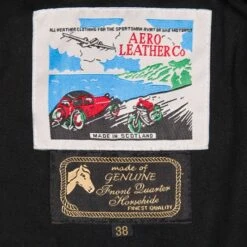 ALL WEATHER CLOTHING FOR THE SPORTSMAN AVIATOR AND MOTORIST
AERO
LEATHER Co
MADE IN SCOTLAND
made of
GENUINE
Front Quarter
Horsehide
FINEST QUALITY
38